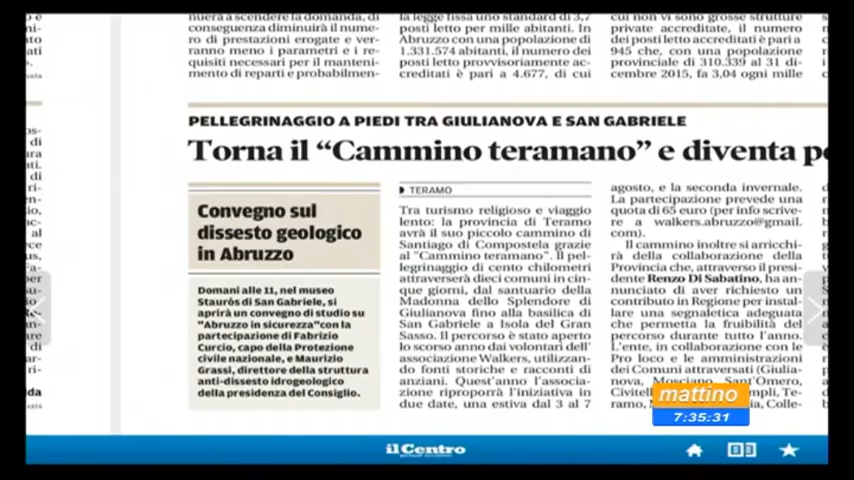 nuerà a scendere la domanda, di
conseguenza diminuirà il nume-
ro di prestazioni erogate e ver-
ranno meno i parametri e i re-
quisiti necessari per il manteni-
mento di reparti e probabilmen-
la legge fissa uno standard di 3,7
posti letto per mille abitanti. In
Abruzzo con una popolazione di
1.331.574 abitanti, il numero dei
posti letto provvisoriamente ac-
creditati è pari a 4.677, di cui
cui non vi sono grosse strutture
private accreditate, il numero
dei posti letto accreditati è pari a
945 che, con una popolazione
provinciale di 310.339 al 31 di-
cembre 2015, fa 3,04 ogni mille
PELLEGRINAGGIO A PIEDI TRA GIULIANOVA E SAN GABRIELE
Torna il “Cammino teramano” e diventa pe
Convegno sul
dissesto geologico
in Abruzzo
Domani alle 11, nel museo
Stauròs di San Gabriele, si
aprirà un convegno di studio su
"Abruzzo in sicurezza"con la
partecipazione di Fabrizio
Curcio, capo della Protezione
civile nazionale, e Maurizio
Grassi, direttore della struttura
anti-dissesto idrogeologico
della presidenza del Consiglio.
TERAMO
Tra turismo religioso e viaggio
lento: la provincia di Teramo
avrà il suo piccolo cammino di
Santiago di Compostela grazie
al "Cammino teramano". Il pel-
legrinaggio di cento chilometri
attraverserà dieci comuni in cin-
que giorni, dal santuario della
Madonna dello Splendore di
Giulianova fino alla basilica di
San Gabriele a Isola del Gran
Sasso. Il percorso è stato aperto
lo scorso anno dai volontari dell'
associazione Walkers, utilizzan-
do fonti storiche e racconti di
anziani. Quest'anno l'associa-
zione riproporrà l'iniziativa in
due date, una estiva dal 3 al 7
agosto, e la seconda invernale.
La partecipazione prevede una
quota di 65 euro (per info scrive-
re a walkers.abruzzo@gmail.
com).
Il cammino inoltre si arricchi-
rà della collaborazione della
Provincia che, attraverso il presi-
dente Renzo Di Sabatino, ha an-
nunciato di aver richiesto un
contributo in Regione per instal-
lare una segnaletica adeguata
che permetta la fruibilità del
percorso durante tutto l'anno.
L'ente, in collaborazione con le
Pro loco e le amministrazioni
dei Comuni attraversati (Giulia-
nova, Mosciano, Sant'Omero,
Civitell mpli, Te-
ramo, a, Colle-
mattino
7:35:31
il Centro